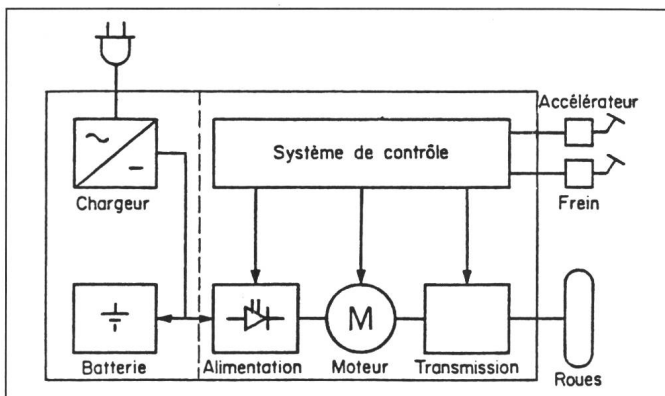 Accélérateur
Système de contrôle
Chargeur
Frein
M
Batterie
Alimentation
Moteur
Transmission
Roues